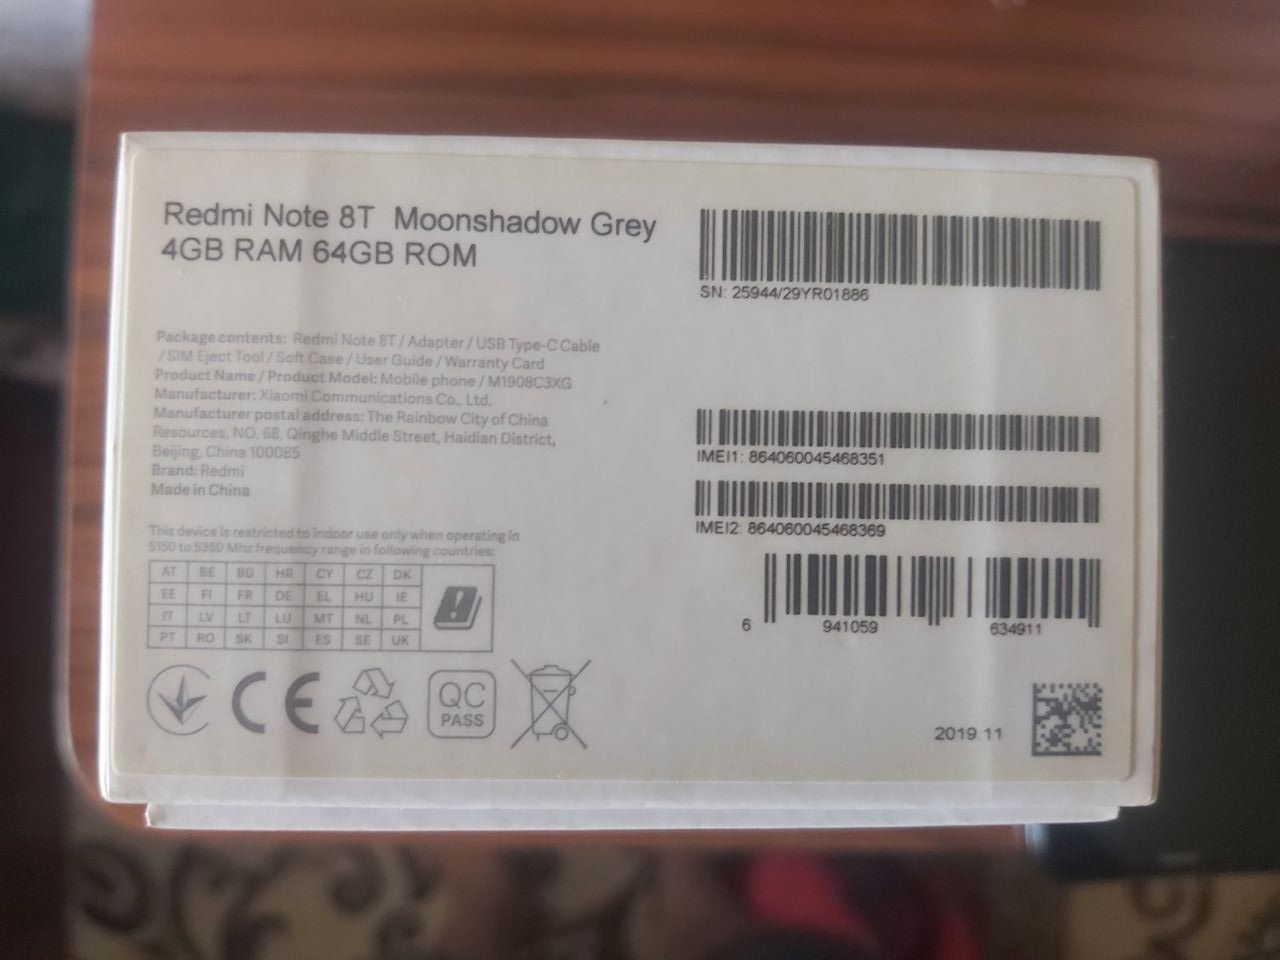 Redmi Note 8T Moonshadow Grey
4GB RAM 64GB ROM
SN: 25944/29YR01886
Package contents: Redmi Note 8T / Adapter / USB Type-C Cable
/ SIM Eject Tool / Soft Case / User Guide / Warranty Card
Product Name / Product Model: Mobile phone / M1908C3XG
Manufacturer: Xiaomi Communications Co., Ltd.
Manufacturer postal address: The Rainbow City of China
Resources, NO. 68, Qinghe Middle Street, Haidian District,
Beijing, China 100085
Brand: Redmi
Made in China
IMEI1: 864060045468351
IMEI2: 864060045468369
6 941059 634911
This device is restricted to indoor use only when operating in
5150 to 5350 Mhz frequency range in following countries:
AT BE BG HR CY CZ DK
EE FI FR DE EL HU IE
IT LV LT LU MT NL PL
PT RO SK SI ES SE UK
CE
QC
PASS
2019.11